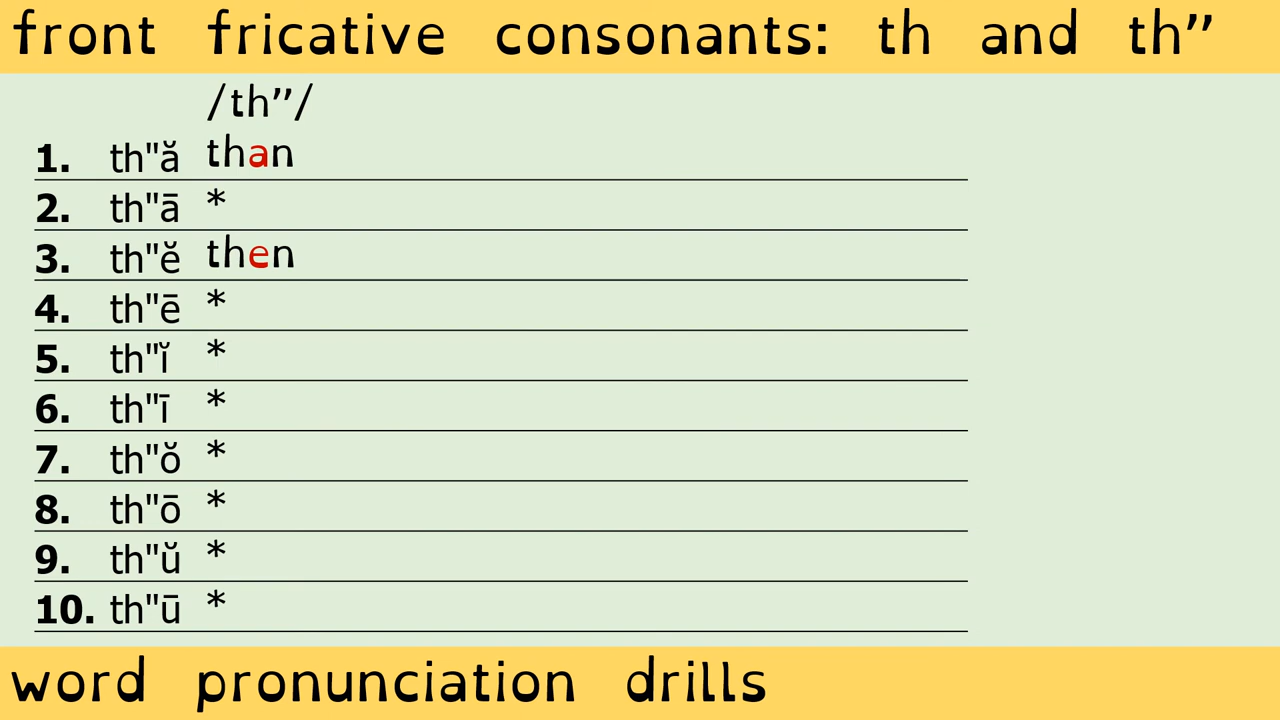 front fricative consonants: th and th”
/th”/
1. th"ă than
2. th"ā *
3. th"ĕ then
4. th"ē *
5. th"ĭ *
6. th"ī *
7. th"ŏ *
8. th"ō *
9. th"ŭ *
10. th"ū *
word pronunciation drills